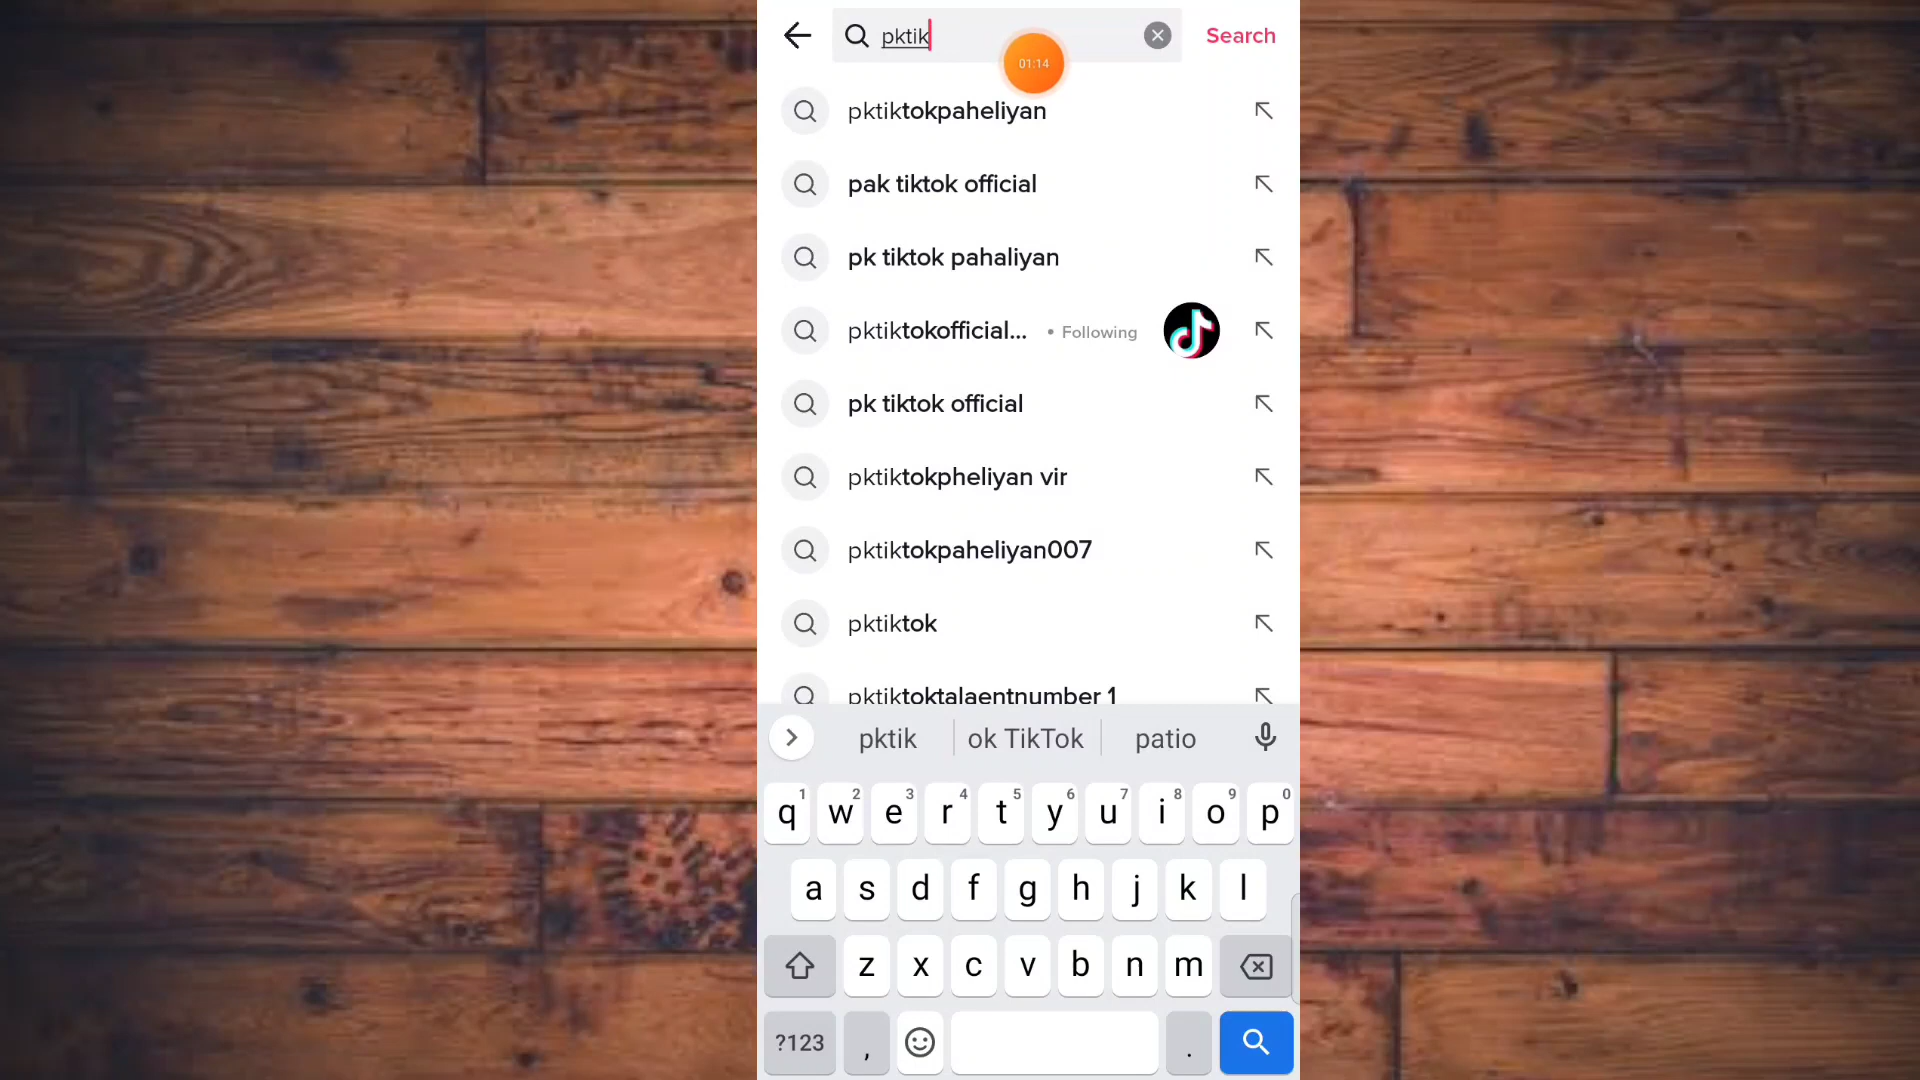 pktik
Search
01:14
pktiktokpaheliyan
pak tiktok official
pk tiktok pahaliyan
pktiktokofficial... • Following
pk tiktok official
pktiktokpheliyan vir
pktiktokpaheliyan007
pktiktok
pktiktoktalaentnumber 1
pktik ok TikTok patio
1 2 3 4 5 6 7 8 9 0
q w e r t y u i o p
a s d f g h j k l
z x c v b n m
?123 , .